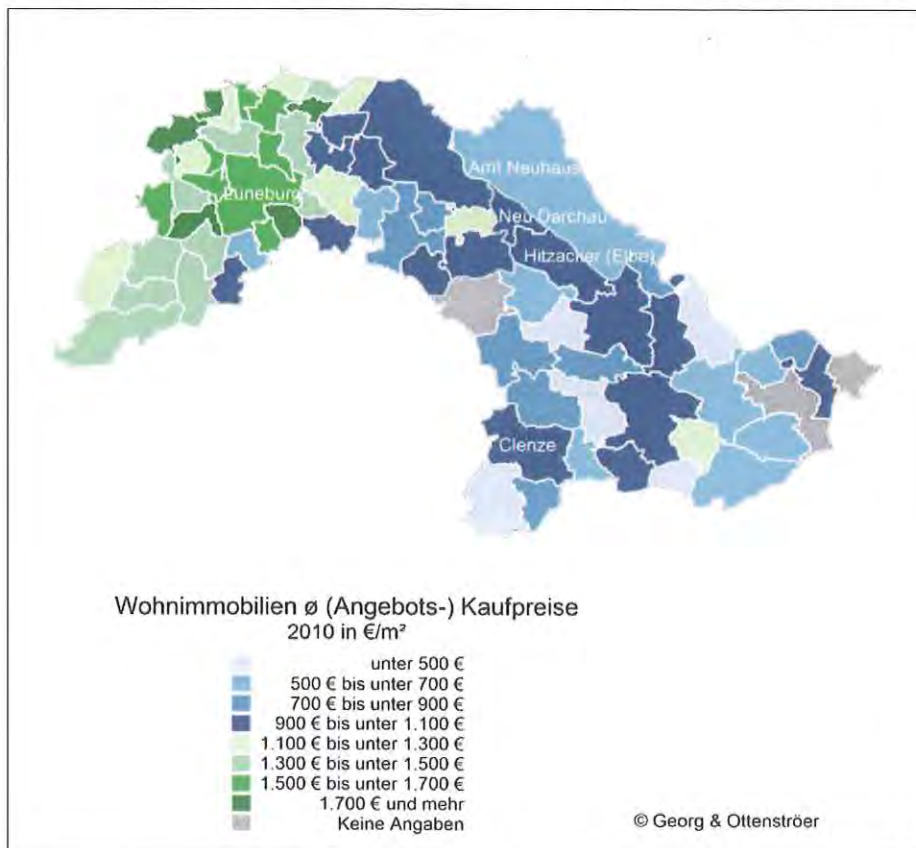 Amt Neuhaus
Lüneburg
Neu Darchau
Hitzacker (Elbe)
Clenze
Wohnimmobilien ø (Angebots-) Kaufpreise
2010 in €/m²
unter 500 €
500 € bis unter 700 €
700 € bis unter 900 €
900 € bis unter 1.100 €
1.100 € bis unter 1.300 €
1.300 € bis unter 1.500 €
1.500 € bis unter 1.700 €
1.700 € und mehr
Keine Angaben
© Georg & Ottenströer